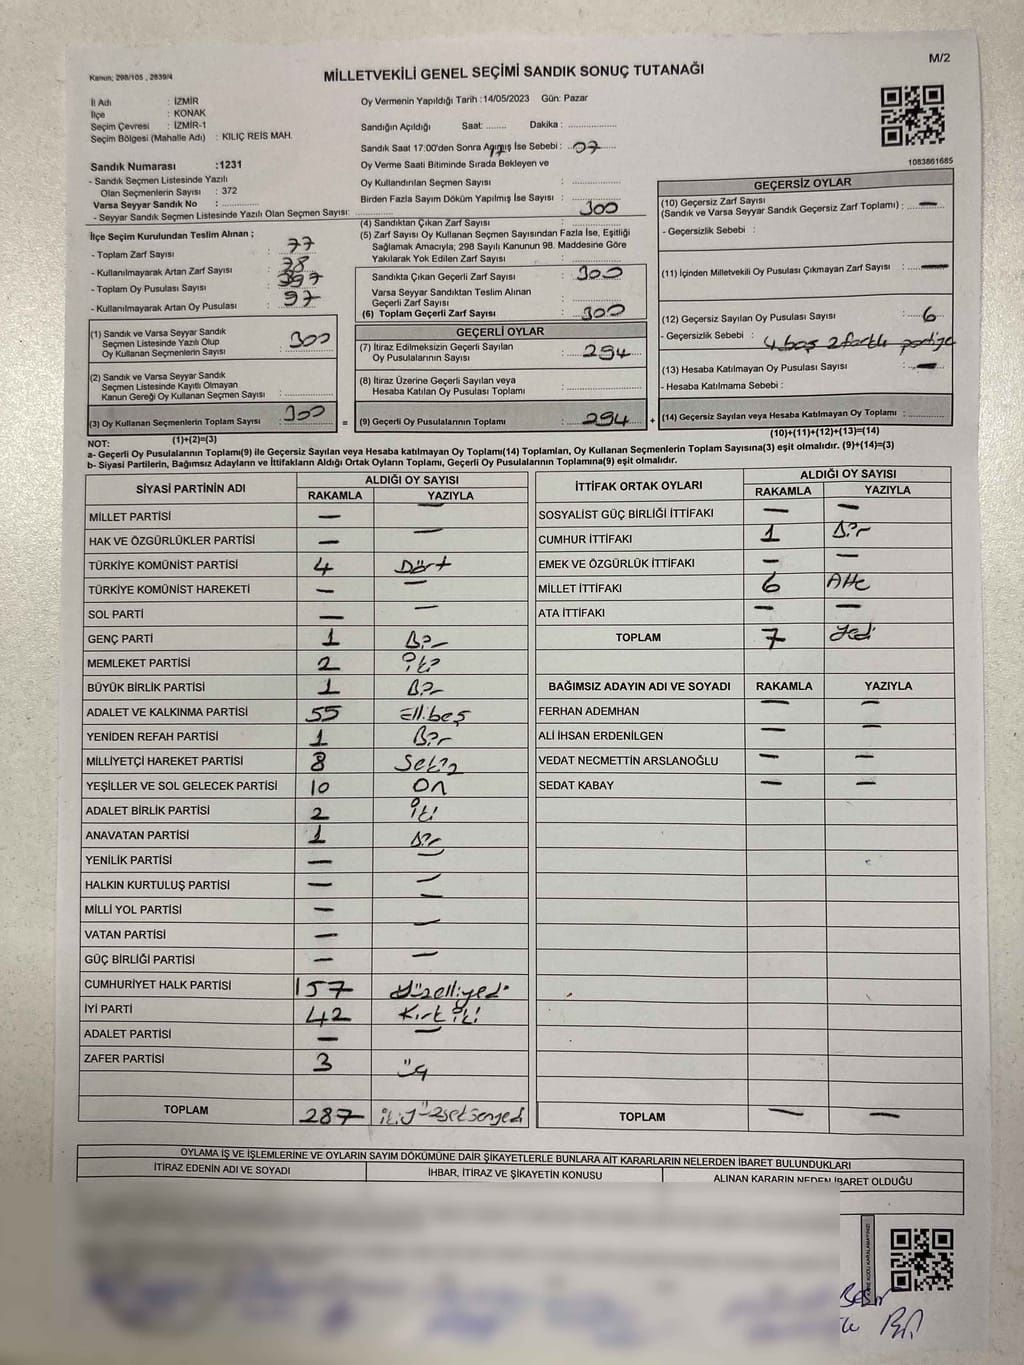 M/2
Kanun; 298/105 , 2839/4
MİLLETVEKİLİ GENEL SEÇİMİ SANDIK SONUÇ TUTANAĞI
İl Adı : İZMİR
İlçe : KONAK
Seçim Çevresi : İZMİR-1
Seçim Bölgesi (Mahalle Adı) : KILIÇ REİS MAH.
Sandık Numarası :1231
- Sandık Seçmen Listesinde Yazılı
Olan Seçmenlerin Sayısı : 372
Varsa Seyyar Sandık No : ..............
- Seyyar Sandık Seçmen Listesinde Yazılı Olan Seçmen Sayısı: ..............
Oy Vermenin Yapıldığı Tarih :14/05/2023 Gün: Pazar
Sandığın Açıldığı Saat: ........ Dakika : ..............
Sandık Saat 17:00'den Sonra Açılmış İse Sebebi : 07
Oy Verme Saati Bitiminde Sırada Bekleyen ve
Oy Kullandırılan Seçmen Sayısı : ..............
Birden Fazla Sayım Döküm Yapılmış İse Sayısı : ..............
1083861685
İlçe Seçim Kurulundan Teslim Alınan ;
- Toplam Zarf Sayısı : 77
- Kullanılmayarak Artan Zarf Sayısı : 78
- Toplam Oy Pusulası Sayısı : 397
- Kullanılmayarak Artan Oy Pusulası : 97
(1) Sandık ve Varsa Seyyar Sandık
Seçmen Listesinde Yazılı Olup
Oy Kullanan Seçmenlerin Sayısı : 300
(2) Sandık ve Varsa Seyyar Sandık
Seçmen Listesinde Kayıtlı Olmayan
Kanun Gereği Oy Kullanan Seçmen Sayısı : ..............
(3) Oy Kullanan Seçmenlerin Toplam Sayısı : 300
(1)+(2)=(3)
(4) Sandıktan Çıkan Zarf Sayısı : 300
(5) Zarf Sayısı Oy Kullanan Seçmen Sayısından Fazla İse, Eşitliği
Sağlamak Amacıyla; 298 Sayılı Kanunun 98. Maddesine Göre
Yakılarak Yok Edilen Zarf Sayısı : ..............
Sandıkta Çıkan Geçerli Zarf Sayısı : 300
Varsa Seyyar Sandıktan Teslim Alınan
Geçerli Zarf Sayısı : ..............
(6) Toplam Geçerli Zarf Sayısı : 300
GEÇERLİ OYLAR
(7) İtiraz Edilmeksizin Geçerli Sayılan
Oy Pusulalarının Sayısı : 294
(8) İtiraz Üzerine Geçerli Sayılan veya
Hesaba Katılan Oy Pusulası Toplamı : ..............
= (9) Geçerli Oy Pusulalarının Toplamı : 294 +
GEÇERSİZ OYLAR
(10) Geçersiz Zarf Sayısı
(Sandık ve Varsa Seyyar Sandık Geçersiz Zarf Toplamı) : —
- Geçersizlik Sebebi :
(11) İçinden Milletvekili Oy Pusulası Çıkmayan Zarf Sayısı : —
(12) Geçersiz Sayılan Oy Pusulası Sayısı : 6
- Geçersizlik Sebebi : 4 boş 2 farklı partiye
(13) Hesaba Katılmayan Oy Pusulası Sayısı : —
- Hesaba Katılmama Sebebi :
(14) Geçersiz Sayılan veya Hesaba Katılmayan Oy Toplamı : ..............
(10)+(11)+(12)+(13)=(14)
NOT:
a- Geçerli Oy Pusulalarının Toplamı(9) ile Geçersiz Sayılan veya Hesaba katılmayan Oy Toplamı(14) Toplamları, Oy Kullanan Seçmenlerin Toplam Sayısına(3) eşit olmalıdır. (9)+(14)=(3)
b- Siyasi Partilerin, Bağımsız Adayların ve İttifakların Aldığı Ortak Oyların Toplamı, Geçerli Oy Pusulalarının Toplamına(9) eşit olmalıdır.
SİYASİ PARTİNİN ADI ALDIĞI OY SAYISI
RAKAMLA YAZIYLA
MİLLET PARTİSİ —
HAK VE ÖZGÜRLÜKLER PARTİSİ — —
TÜRKİYE KOMÜNİST PARTİSİ 4 Dört
TÜRKİYE KOMÜNİST HAREKETİ — —
SOL PARTİ — —
GENÇ PARTİ 1 Bir
MEMLEKET PARTİSİ 2 iki
BÜYÜK BİRLİK PARTİSİ 1 Bir
ADALET VE KALKINMA PARTİSİ 55 Ellibeş
YENİDEN REFAH PARTİSİ 1 Bir
MİLLİYETÇİ HAREKET PARTİSİ 8 Sekiz
YEŞİLLER VE SOL GELECEK PARTİSİ 10 On
ADALET BİRLİK PARTİSİ 2 iki
ANAVATAN PARTİSİ 1 Bir
YENİLİK PARTİSİ — —
HALKIN KURTULUŞ PARTİSİ — —
MİLLİ YOL PARTİSİ — —
VATAN PARTİSİ — —
GÜÇ BİRLİĞİ PARTİSİ — —
CUMHURİYET HALK PARTİSİ 157 Yüzelliyedi
İYİ PARTİ 42 Kırk iki
ADALET PARTİSİ — —
ZAFER PARTİSİ 3 üç
TOPLAM 287 ikiyüzseksenyedi
İTTİFAK ORTAK OYLARI ALDIĞI OY SAYISI
RAKAMLA YAZIYLA
SOSYALİST GÜÇ BİRLİĞİ İTTİFAKI — —
CUMHUR İTTİFAKI 1 Bir
EMEK VE ÖZGÜRLÜK İTTİFAKI — —
MİLLET İTTİFAKI 6 Altı
ATA İTTİFAKI — —
TOPLAM 7 Yedi
BAĞIMSIZ ADAYIN ADI VE SOYADI RAKAMLA YAZIYLA
FERHAN ADEMHAN — —
ALİ İHSAN ERDENİLGEN — —
VEDAT NECMETTİN ARSLANOĞLU — —
SEDAT KABAY — —
TOPLAM — —
OYLAMA İŞ VE İŞLEMLERİNE VE OYLARIN SAYIM DÖKÜMÜNE DAİR ŞİKAYETLERLE BUNLARA AİT KARARLARIN NELERDEN İBARET BULUNDUKLARI
İTİRAZ EDENİN ADI VE SOYADI İHBAR, İTİRAZ VE ŞİKAYETİN KONUSU ALINAN KARARIN NEDEN İBARET OLDUĞU